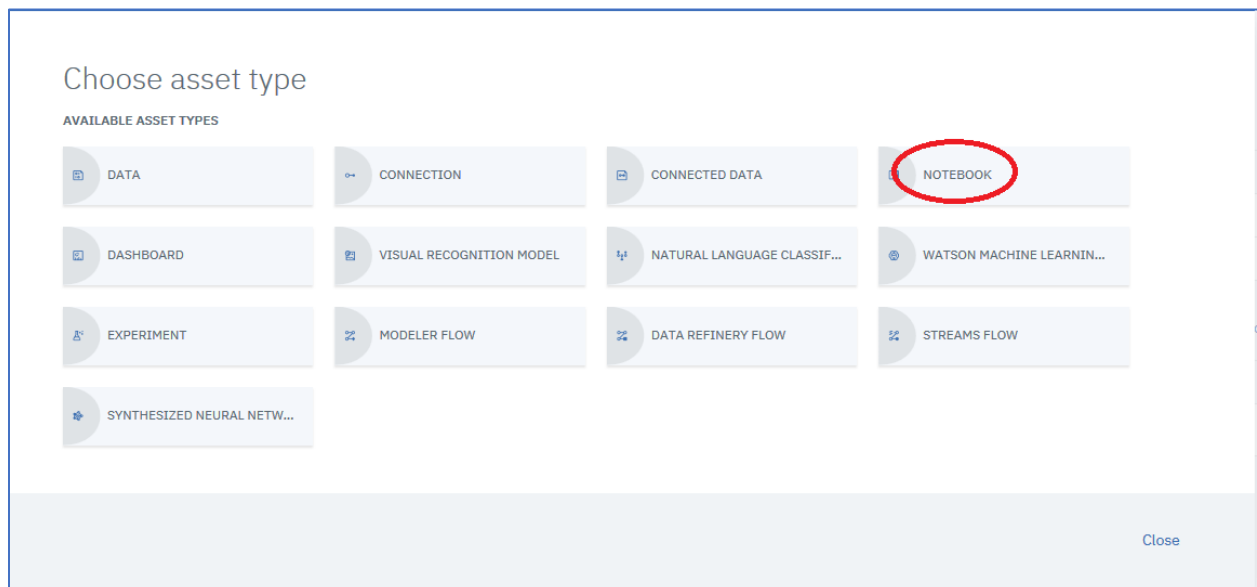 Choose asset type
AVAILABLE ASSET TYPES
DATA
CONNECTION
CONNECTED DATA
NOTEBOOK
DASHBOARD
VISUAL RECOGNITION MODEL
NATURAL LANGUAGE CLASSIF...
WATSON MACHINE LEARNIN...
EXPERIMENT
MODELER FLOW
DATA REFINERY FLOW
STREAMS FLOW
SYNTHESIZED NEURAL NETW...
Close